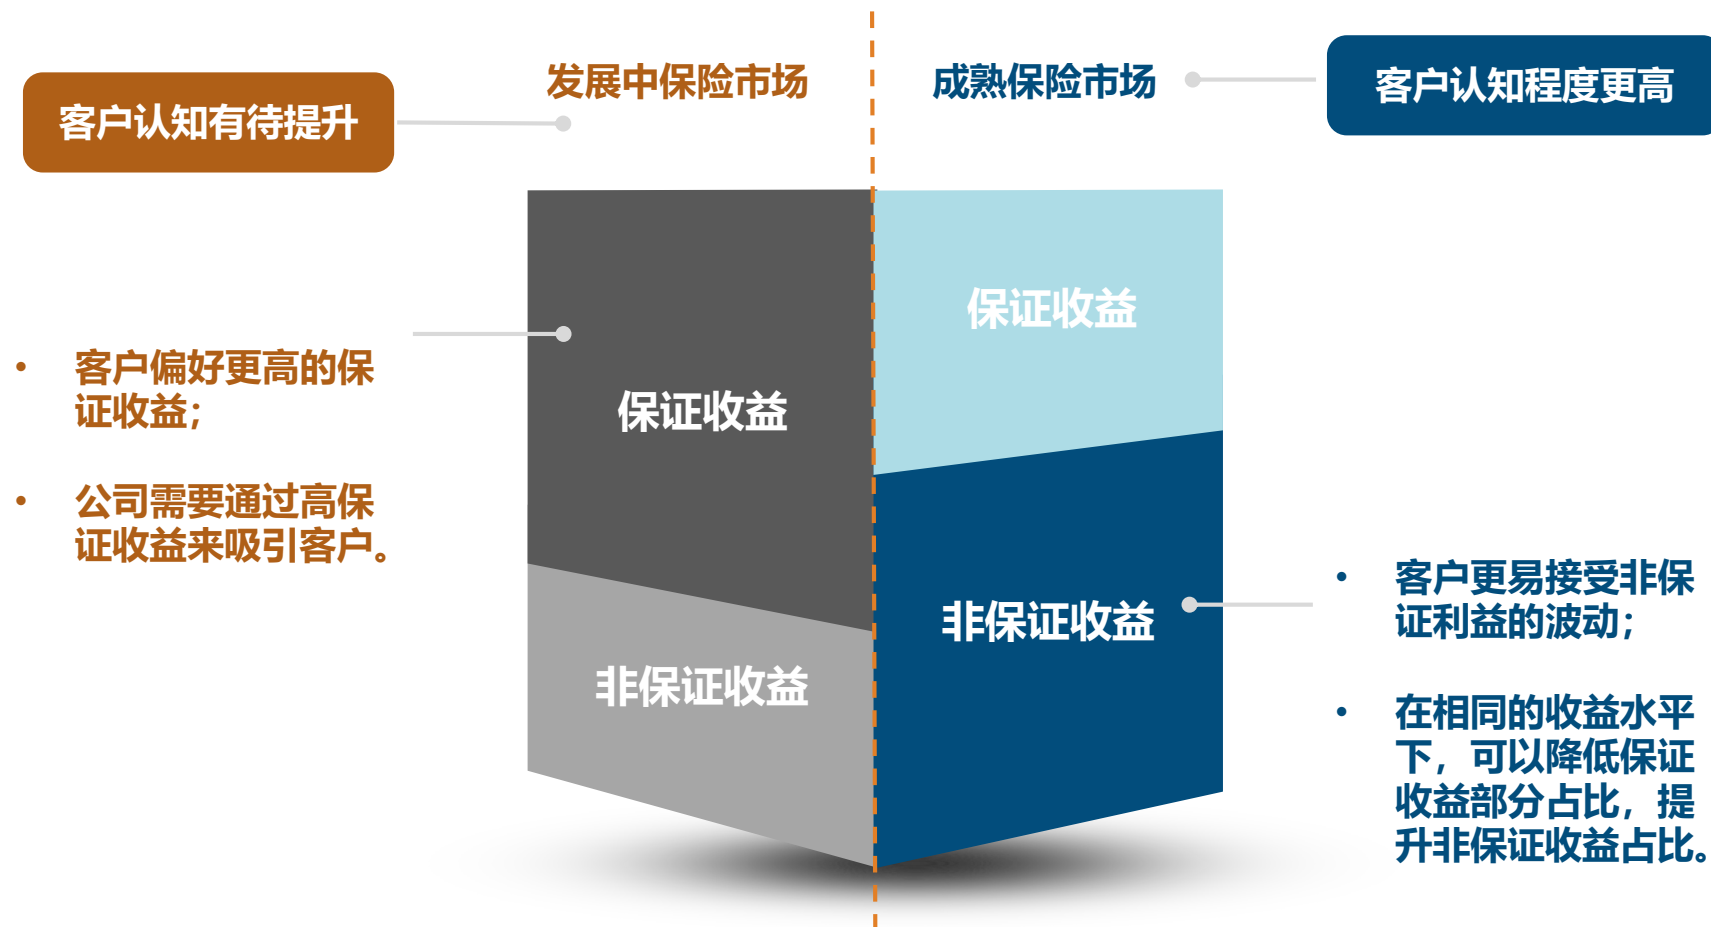 发展中保险市场
成熟保险市场
客户认知有待提升
客户认知程度更高
保证收益
保证收益
非保证收益
非保证收益
• 客户偏好更高的保
证收益；
• 公司需要通过高保
证收益来吸引客户。
• 客户更易接受非保
证利益的波动；
• 在相同的收益水平
下，可以降低保证
收益部分占比，提
升非保证收益占比。